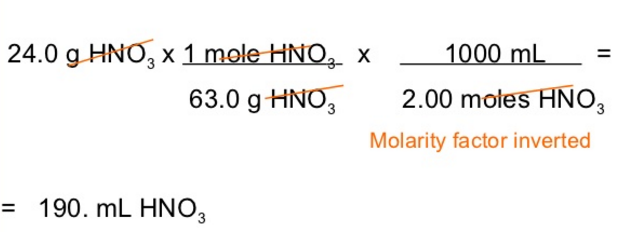 24.0 g HNO₃ x 1 mole HNO₃ x 1000 mL =
63.0 g HNO₃ 2.00 moles HNO₃
Molarity factor inverted
= 190. mL HNO₃